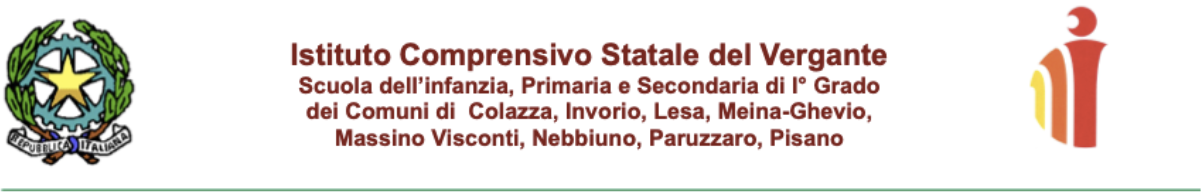 Istituto Comprensivo Statale del Vergante
Scuola dell'infanzia, Primaria e Secondaria di I° Grado
dei Comuni di Colazza, Invorio, Lesa, Meina-Ghevio,
Massino Visconti, Nebbiuno, Paruzzaro, Pisano
REPUBBLICA ITALIANA